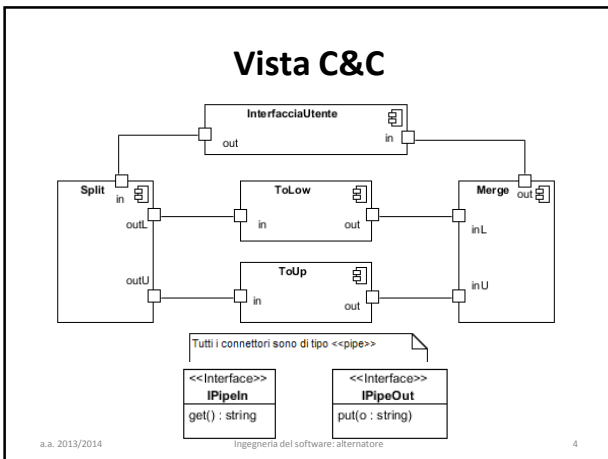 Vista C&C
InterfacciaUtente
out
in
Split
in
outL
outU
ToLow
in
out
ToUp
in
out
Merge
out
inL
inU
Tutti i connettori sono di tipo <<pipe>>
<<Interface>>
IPipeIn
get() : string
<<Interface>>
IPipeOut
put(o : string)
a.a. 2013/2014
Ingegneria del software: alternatore
4